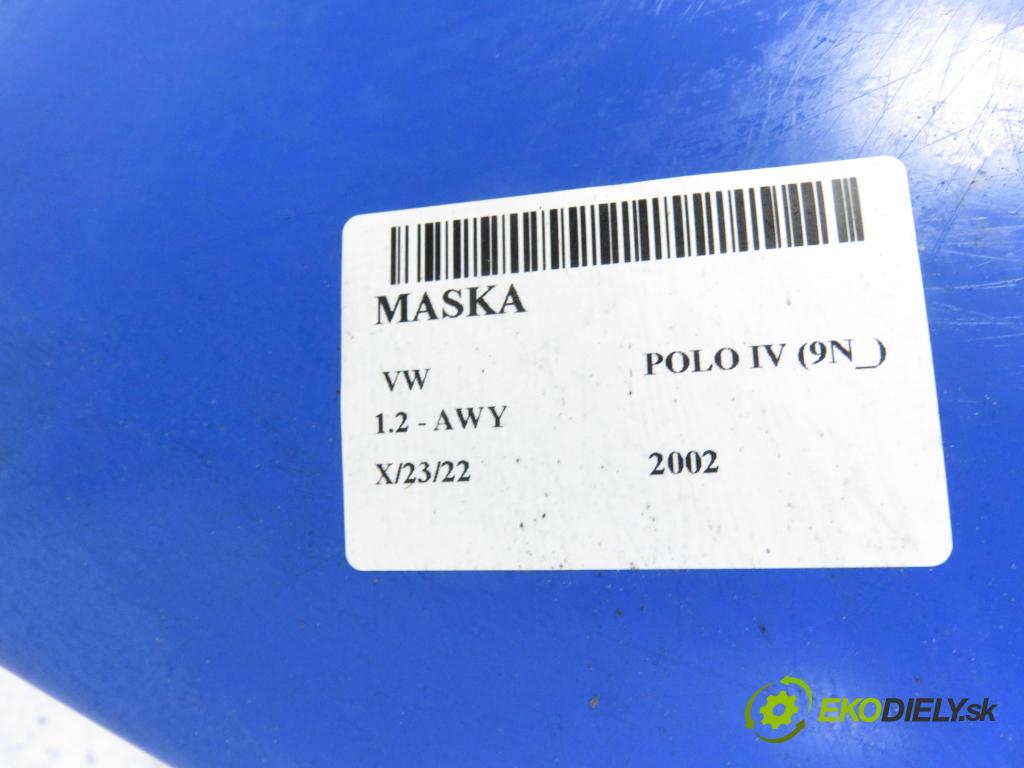 MASKA
VW POLO IV (9N_)
1.2 - AWY
X/23/22 2002
EKODIELY.sk